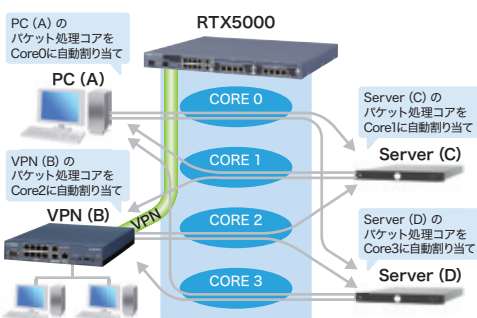 RTX5000
PC (A) の
パケット処理コアを
Core0に自動割り当て
PC (A)
CORE 0
Server (C) の
パケット処理コアを
Core1に自動割り当て
Server (C)
CORE 1
VPN (B) の
パケット処理コアを
Core2に自動割り当て
VPN (B)
VPN
CORE 2
Server (D) の
パケット処理コアを
Core3に自動割り当て
Server (D)
CORE 3